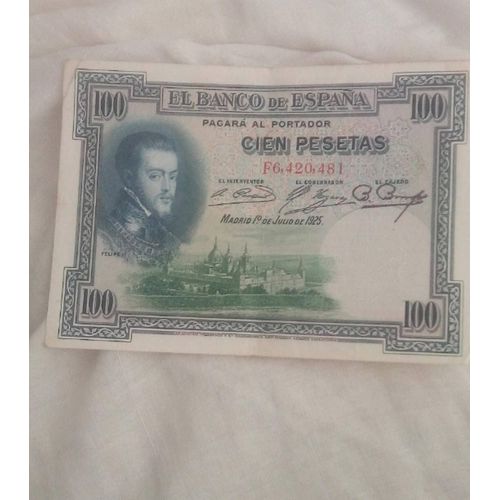 100 EL BANCO DE ESPAÑA 100
PAGARÁ AL PORTADOR
CIEN PESETAS
F6,420,481
EL INTERVENTOR EL GOBERNADOR EL CAJERO
MADRID 1º DE JULIO DE 1925.
FELIPE II
100 100